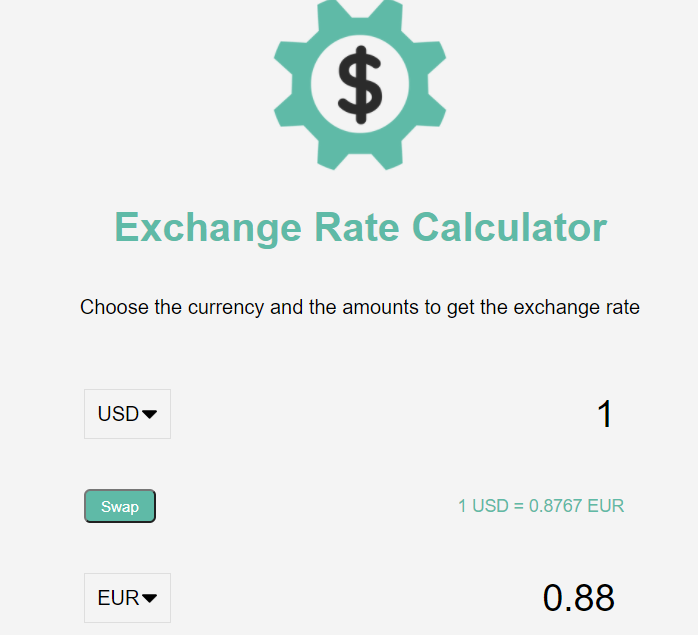 $
Exchange Rate Calculator
Choose the currency and the amounts to get the exchange rate
USD 1
Swap 1 USD = 0.8767 EUR
EUR 0.88